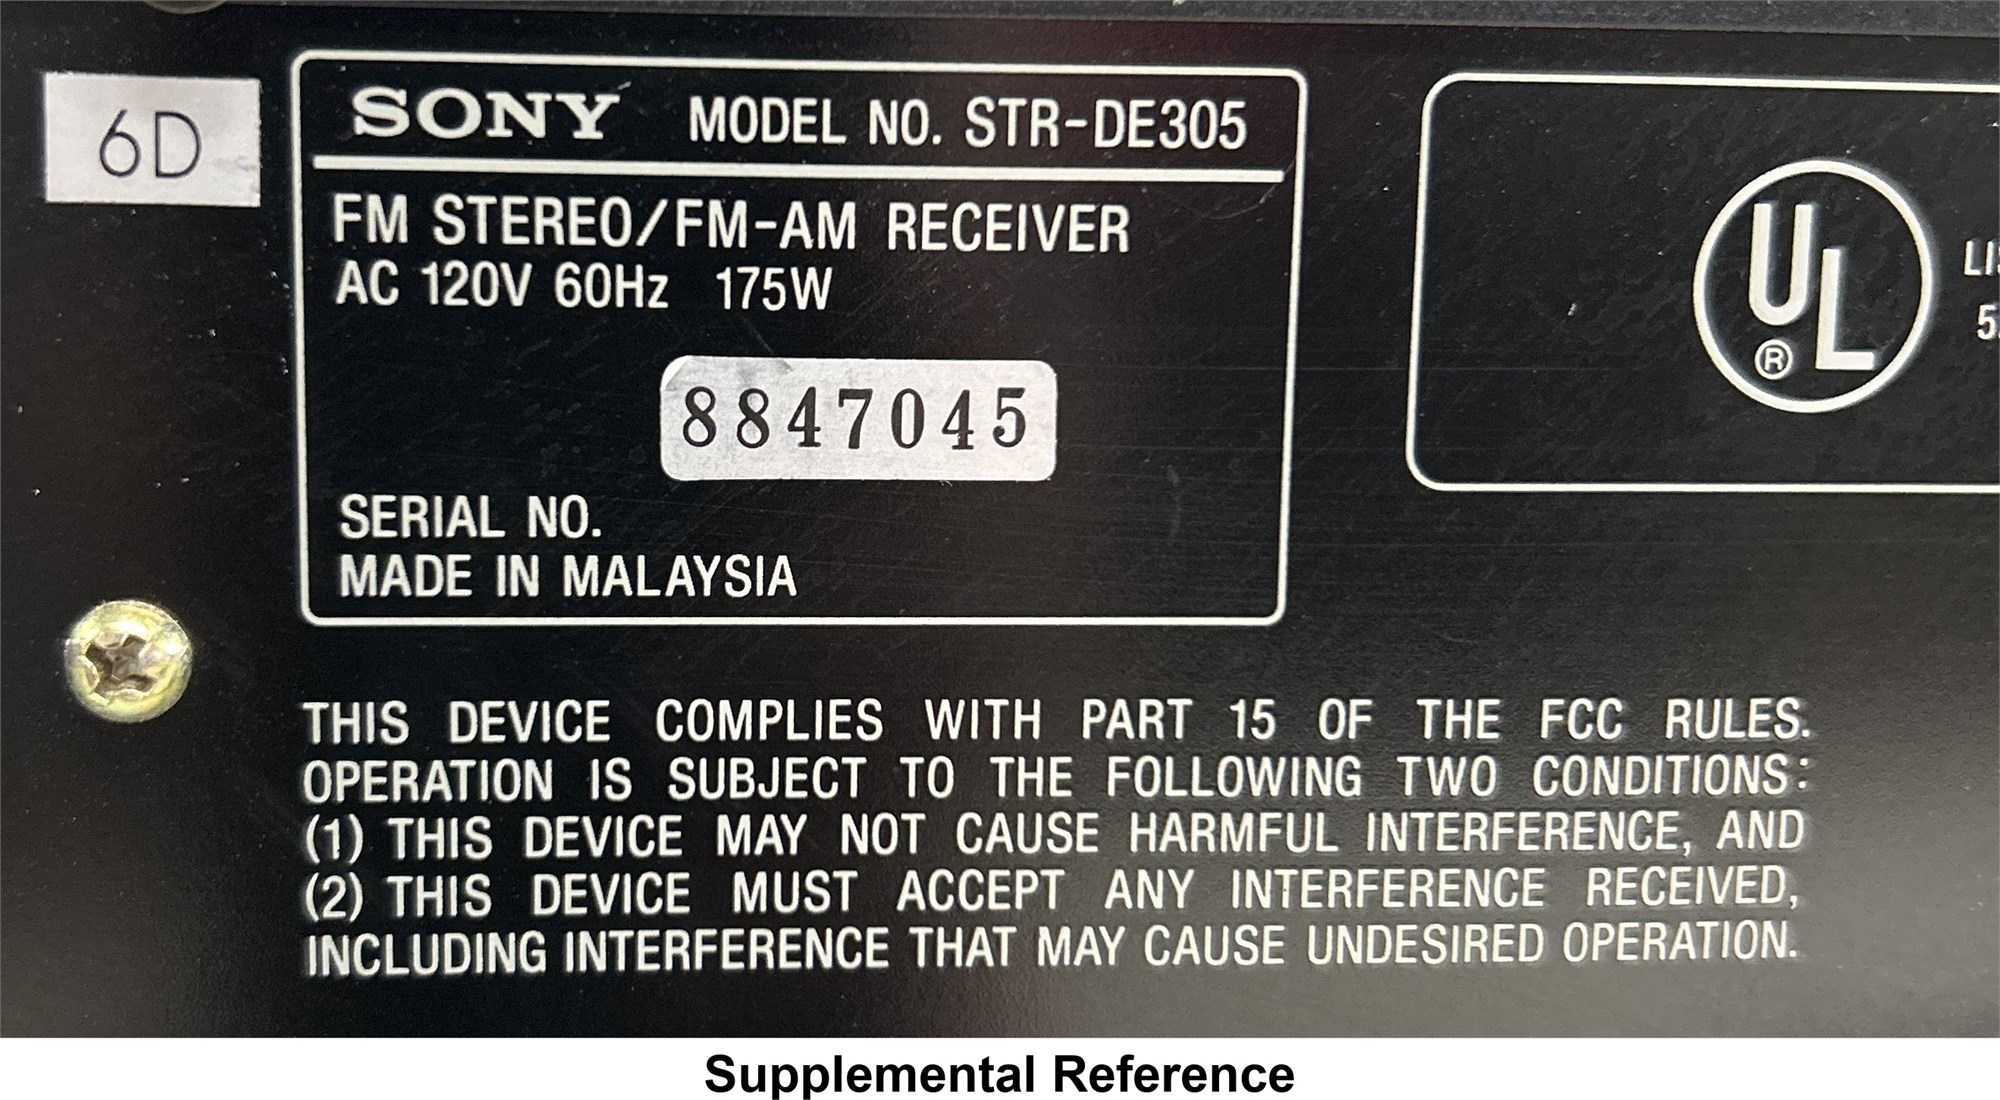 6D
SONY MODEL NO. STR-DE305
FM STEREO/FM-AM RECEIVER
AC 120V 60Hz 175W
8847045
SERIAL NO.
MADE IN MALAYSIA
UL
®
THIS DEVICE COMPLIES WITH PART 15 OF THE FCC RULES.
OPERATION IS SUBJECT TO THE FOLLOWING TWO CONDITIONS:
(1) THIS DEVICE MAY NOT CAUSE HARMFUL INTERFERENCE, AND
(2) THIS DEVICE MUST ACCEPT ANY INTERFERENCE RECEIVED,
INCLUDING INTERFERENCE THAT MAY CAUSE UNDESIRED OPERATION.
Supplemental Reference